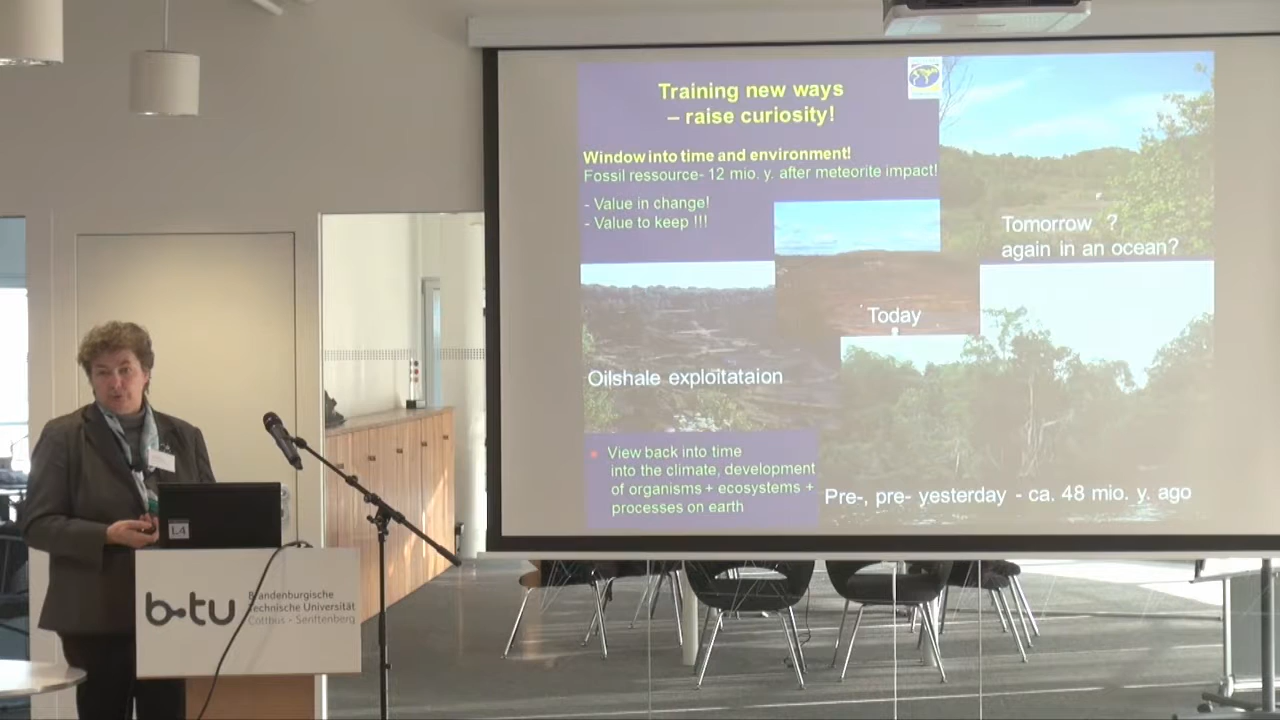 Training new ways
– raise curiosity!
Window into time and environment!
Fossil ressource- 12 mio. y. after meteorite impact!
- Value in change!
- Value to keep !!!
Tomorrow ?
again in an ocean?
Today
Oilshale exploitataion
View back into time
into the climate, development
of organisms + ecosystems +
processes on earth
Pre-, pre- yesterday - ca. 48 mio. y. ago
L4
b-tu
Brandenburgische
Technische Universität
Cottbus - Senftenberg